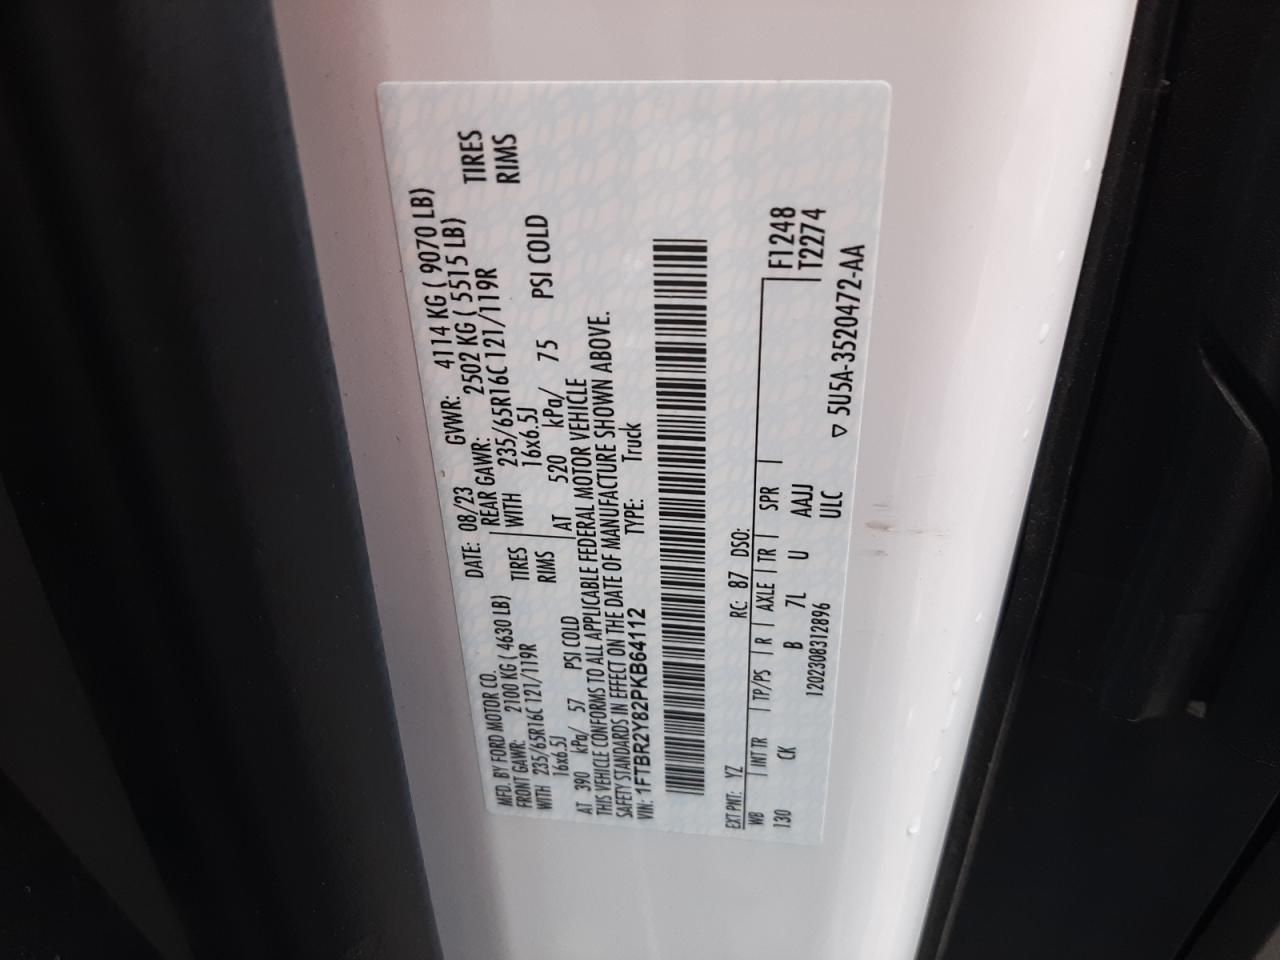 MFD. BY FORD MOTOR CO. DATE: 08/23 GVWR: 4114 KG ( 9070 LB)
FRONT GAWR: 2100 KG ( 4630 LB) REAR GAWR: 2502 KG ( 5515 LB)
WITH 235/65R16C 121/119R TIRES WITH 235/65R16C 121/119R TIRES
16x6.5J RIMS 16x6.5J RIMS
AT 390 kPa/ 57 PSI COLD AT 520 kPa/ 75 PSI COLD
THIS VEHICLE CONFORMS TO ALL APPLICABLE FEDERAL MOTOR VEHICLE
SAFETY STANDARDS IN EFFECT ON THE DATE OF MANUFACTURE SHOWN ABOVE.
VIN: 1FTBR2Y82PKB64112 TYPE: Truck
EXT PNT: YZ RC: 87 DSO:
WB INT TR TP/PS R AXLE TR SPR F1248
130 CK B 7L U AAJJ T2274
1202308312896 ULC
▽ 5U5A-3520472-AA